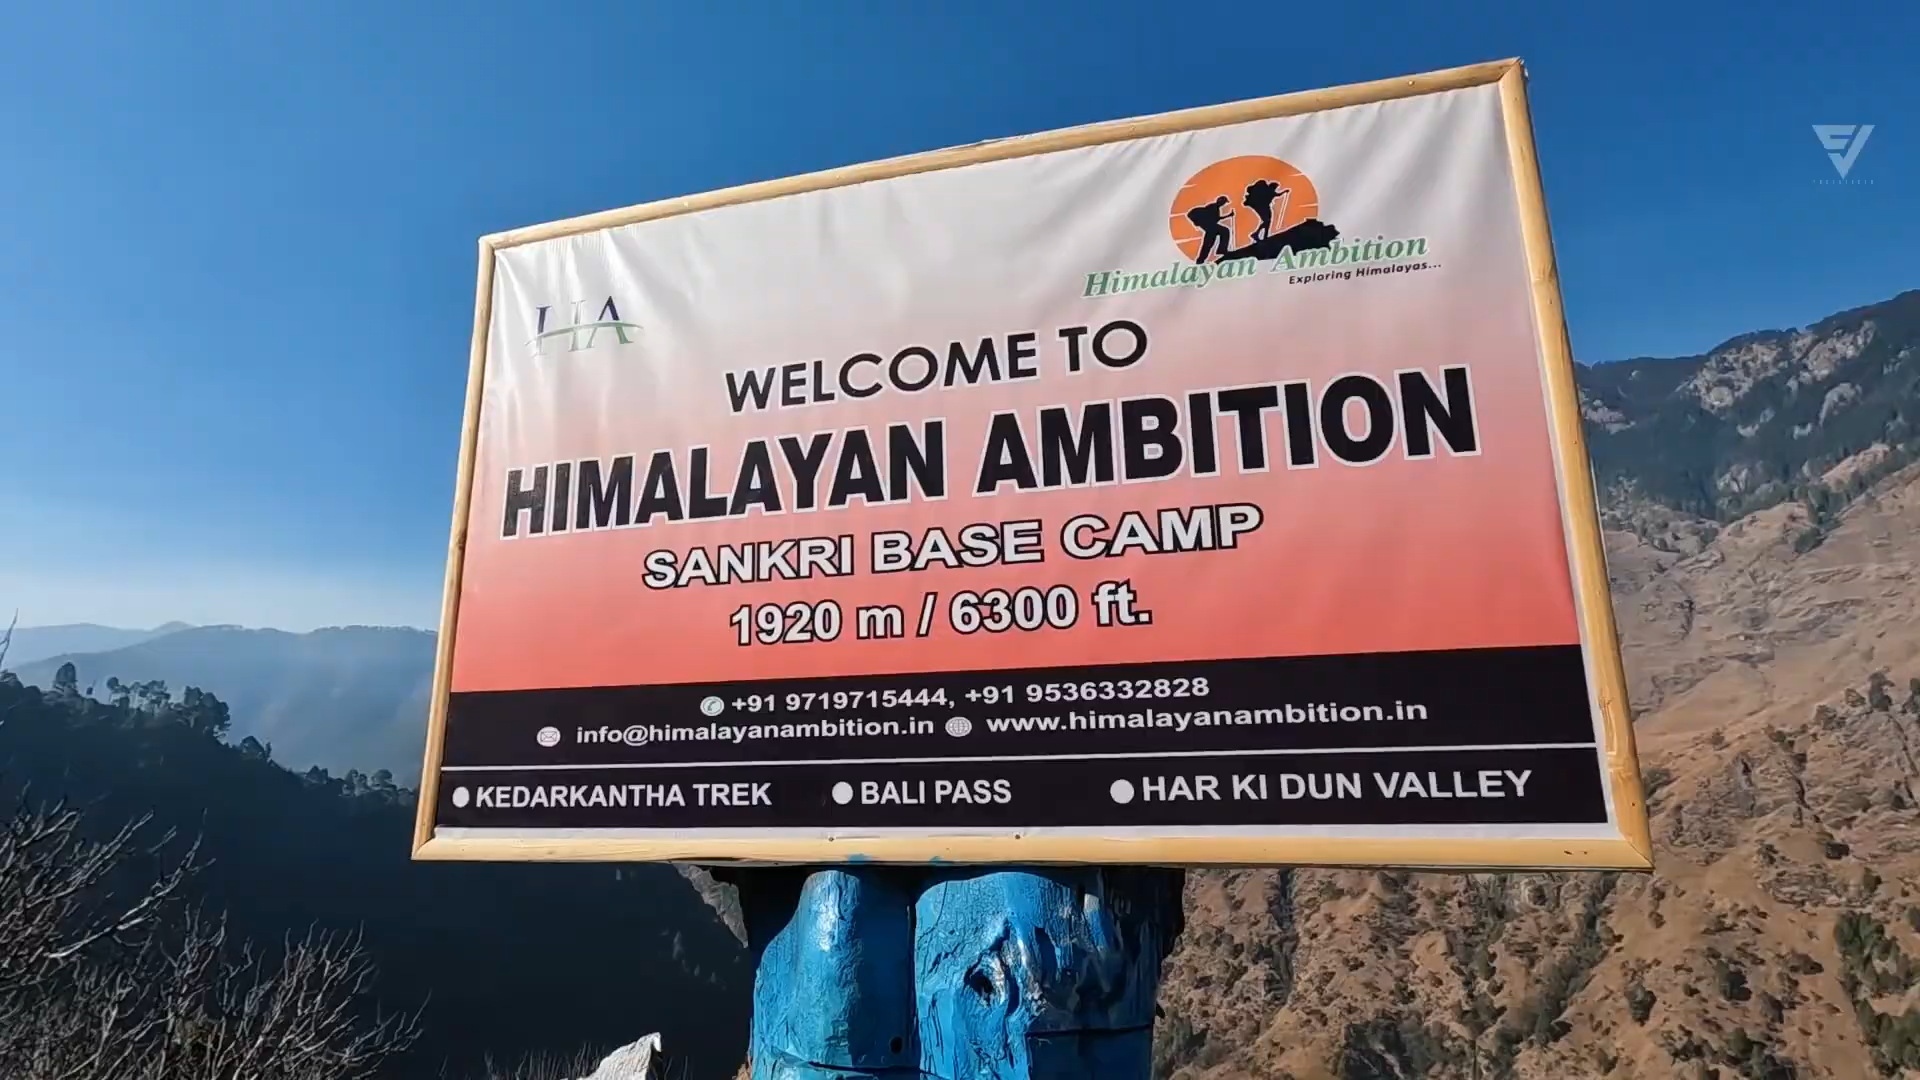 HA
Himalayan Ambition
Exploring Himalayas...
WELCOME TO
HIMALAYAN AMBITION
SANKRI BASE CAMP
1920 m / 6300 ft.
+91 9719715444, +91 9536332828
info@himalayanambition.in www.himalayanambition.in
● KEDARKANTHA TREK ● BALI PASS ● HAR KI DUN VALLEY